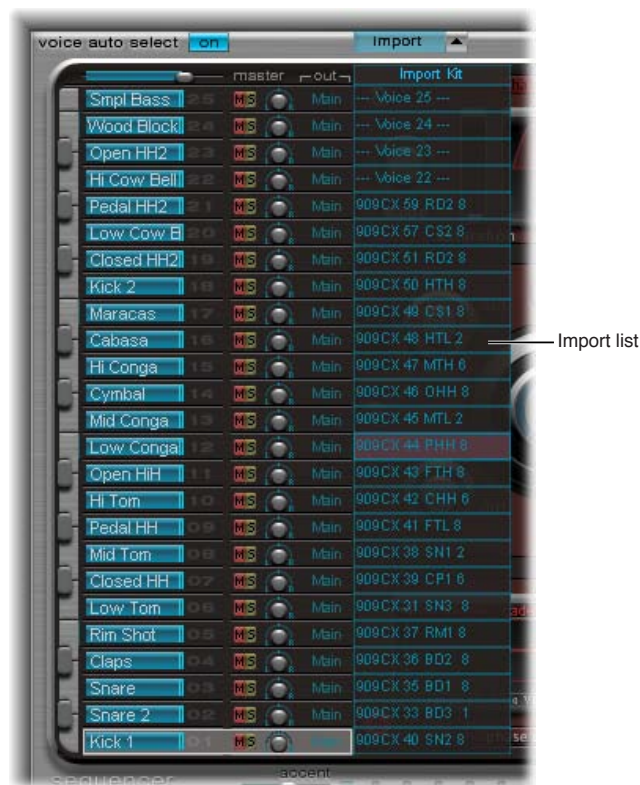 voice auto select on Import
master out Import Kit
Smpl Bass 25 M S Main --- Voice 25 ---
Wood Block 24 M S Main --- Voice 24 ---
Open HH2 23 M S Main --- Voice 23 ---
Hi Cow Bell 22 M S Main --- Voice 22 ---
Pedal HH2 21 M S Main 909CX 59 RD2 8
Low Cow B 20 M S Main 909CX 57 CS2 8
Closed HH2 19 M S Main 909CX 51 RD2 8
Kick 2 18 M S Main 909CX 50 HTH 8
Maracas 17 M S Main 909CX 49 CS1 8
Cabasa 16 M S Main 909CX 48 HTL 2
Import list
Hi Conga 15 M S Main 909CX 47 MTH 6
Cymbal 14 M S Main 909CX 46 OHH 8
Mid Conga 13 M S Main 909CX 45 MTL 2
Low Conga 12 M S Main 909CX 44 PHH 8
Open HiH 11 M S Main 909CX 43 FTH 8
Hi Tom 10 M S Main 909CX 42 CHH 6
Pedal HH 09 M S Main 909CX 41 FTL 8
Mid Tom 08 M S Main 909CX 38 SN1 2
Closed HH 07 M S Main 909CX 39 CP1 6
Low Tom 06 M S Main 909CX 31 SN3 8
Rim Shot 05 M S Main 909CX 37 RM1 8
Claps 04 M S Main 909CX 36 BD2 8
Snare 03 M S Main 909CX 35 BD1 8
Snare 2 02 M S Main 909CX 33 BD3 1
Kick 1 01 M S 909CX 40 SN2 8
accent
sequencer